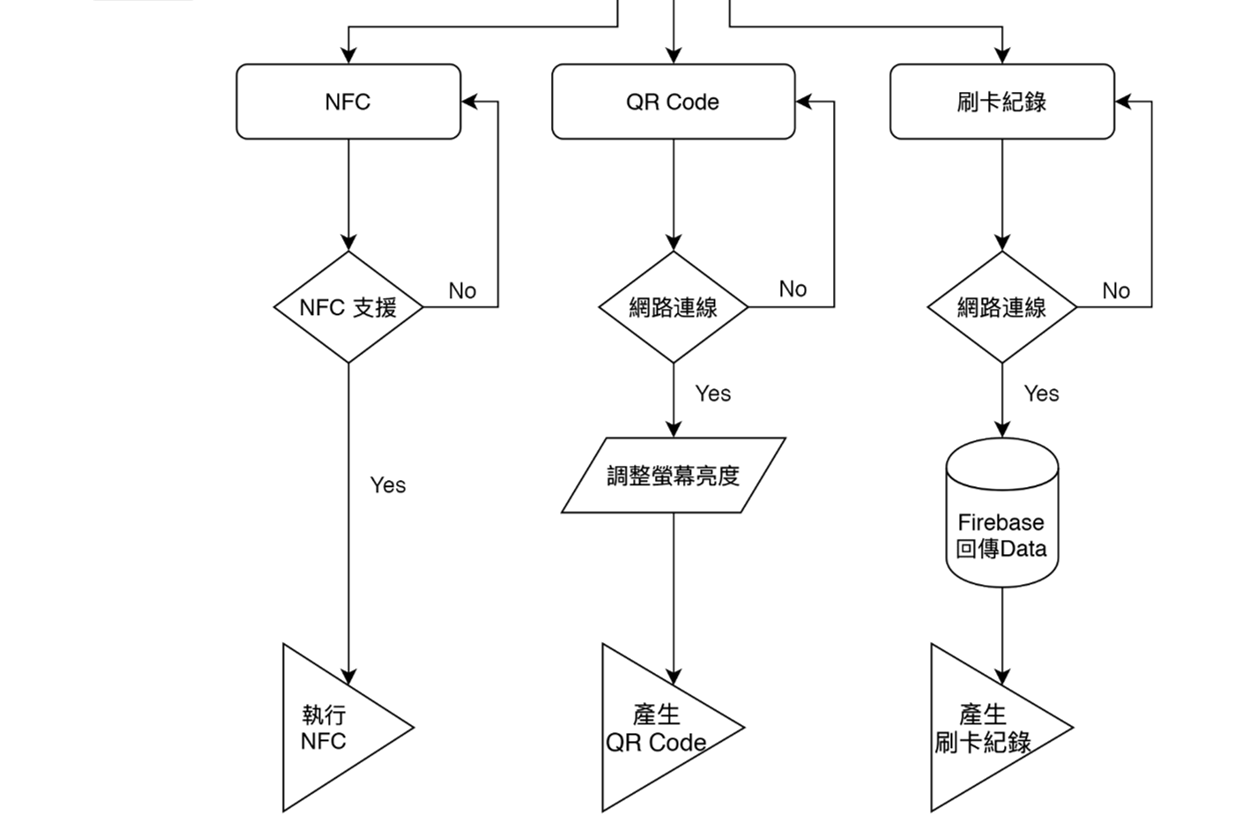 NFC
QR Code
刷卡紀錄
NFC 支援
No
網路連線
No
網路連線
No
Yes
Yes
Yes
調整螢幕亮度
Firebase
回傳Data
執行
NFC
產生
QR Code
產生
刷卡紀錄